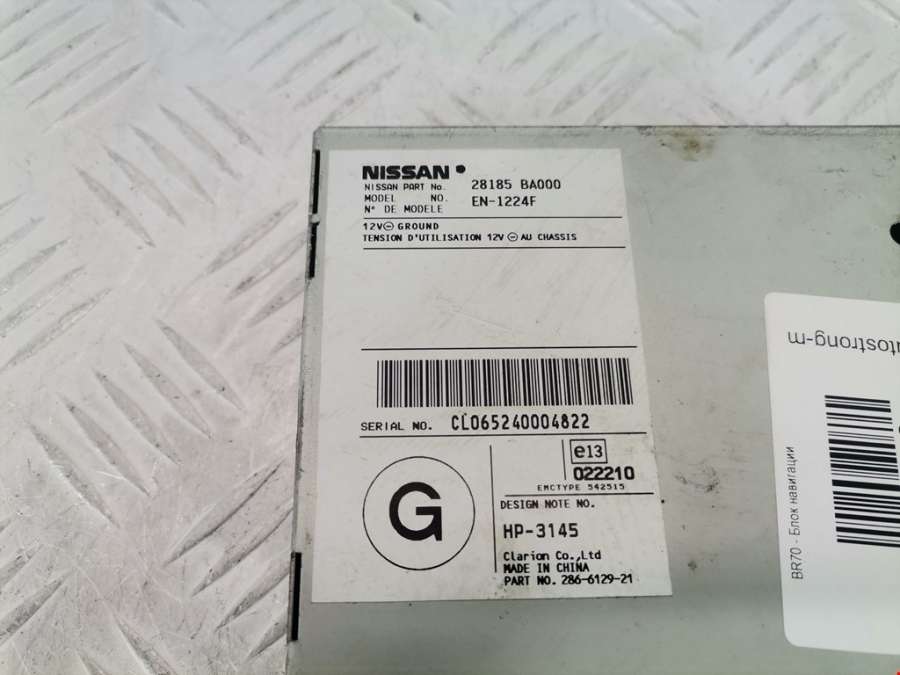 NISSAN
NISSAN PART No. 28185 BA000
MODEL NO. EN-1224F
N° DE MODELE
12V⊖ GROUND
TENSION D'UTILISATION 12V ⊖ AU CHASSIS
SERIAL NO. CL065240004822
G
e13
022210
EMCTYPE 542515
DESIGN NOTE NO.
HP-3145
Clarion Co.,Ltd
MADE IN CHINA
PART NO. 286-6129-21
utostrong-m
BR70 - Блок навигации